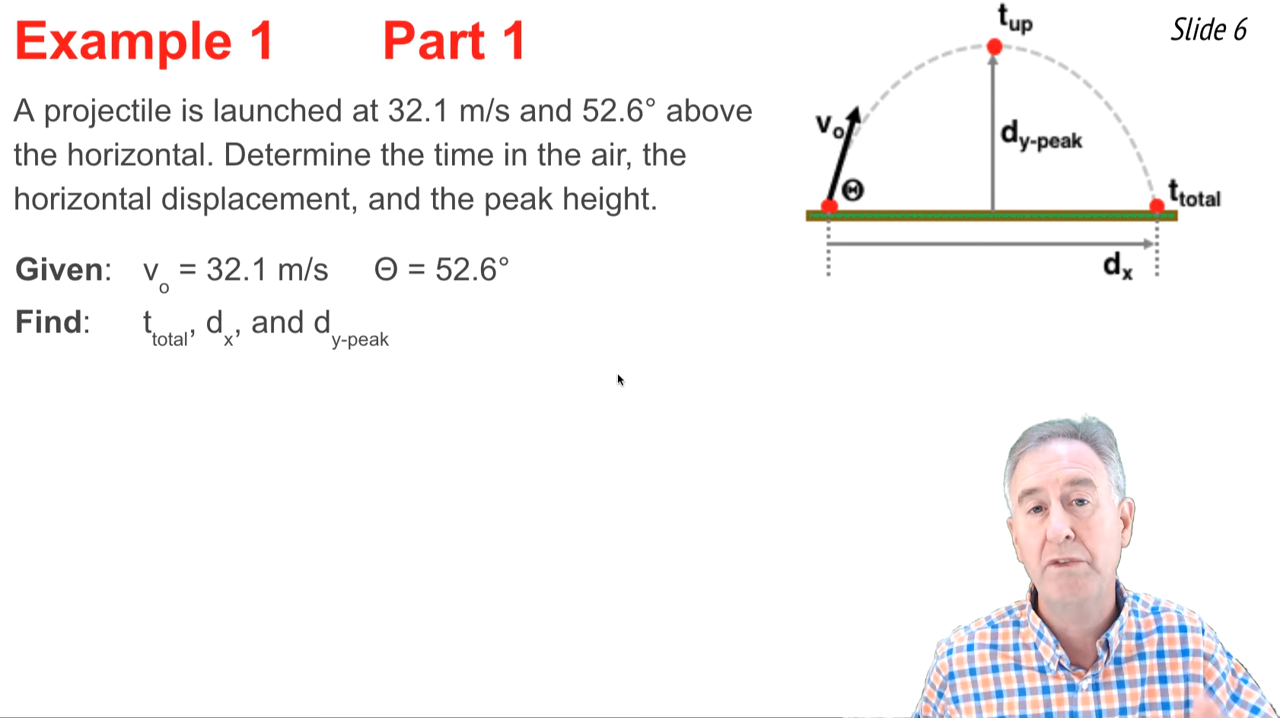 Example 1 Part 1
Slide 6
A projectile is launched at 32.1 m/s and 52.6° above
the horizontal. Determine the time in the air, the
horizontal displacement, and the peak height.
Given: vo = 32.1 m/s Θ = 52.6°
Find: ttotal, dx, and dy-peak
tup
vo
dy-peak
Θ
ttotal
dx